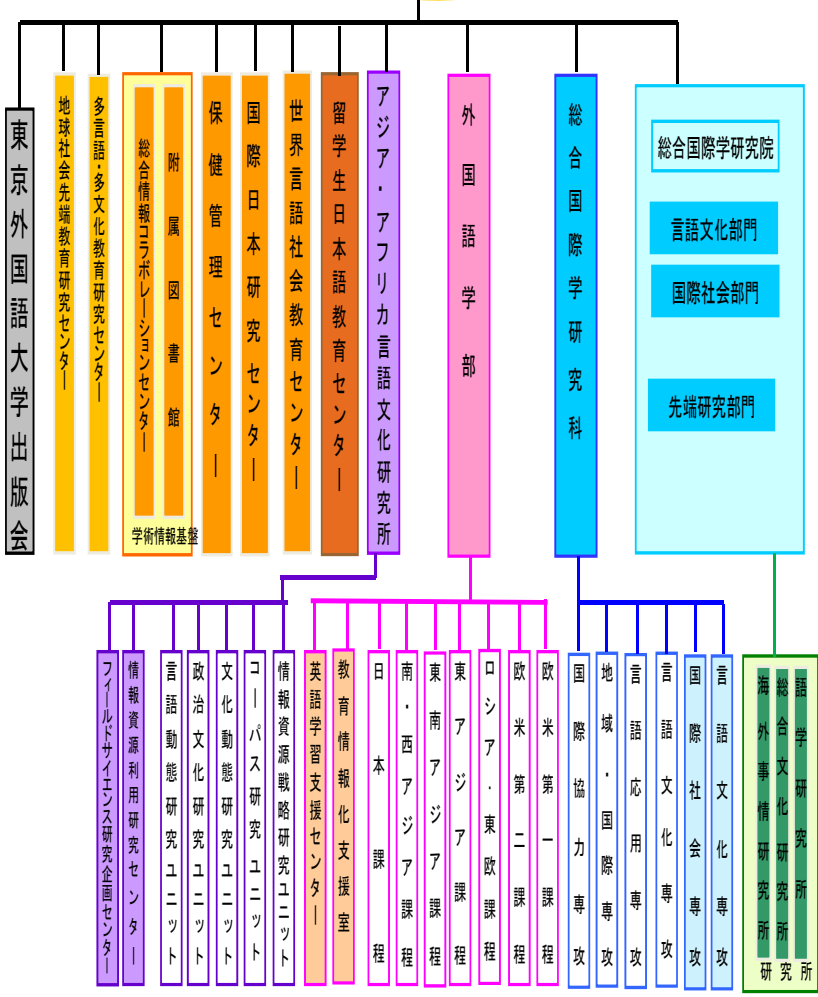 東京外国語大学出版会
地球社会先端教育研究センター
多言語・多文化教育研究センター
総合情報コラボレーションセンター
附属図書館
学術情報基盤
保健管理センター
国際日本研究センター
世界言語社会教育センター
留学生日本語教育センター
アジア・アフリカ言語文化研究所
外国語学部
総合国際学研究科
総合国際学研究院
言語文化部門
国際社会部門
先端研究部門
フィールドサイエンス研究企画センター
情報資源利用研究センター
言語動態研究ユニット
政治文化研究ユニット
文化動態研究ユニット
コーパス研究ユニット
情報資源戦略研究ユニット
英語学習支援センター
教育情報化支援室
日本課程
南・西アジア課程
東南アジア課程
東アジア課程
ロシア・東欧課程
欧米第二課程
欧米第一課程
国際協力専攻
地域・国際専攻
言語応用専攻
言語文化専攻
国際社会専攻
言語文化専攻
海外事情研究所
総合文化研究所
語学研究所
研究所